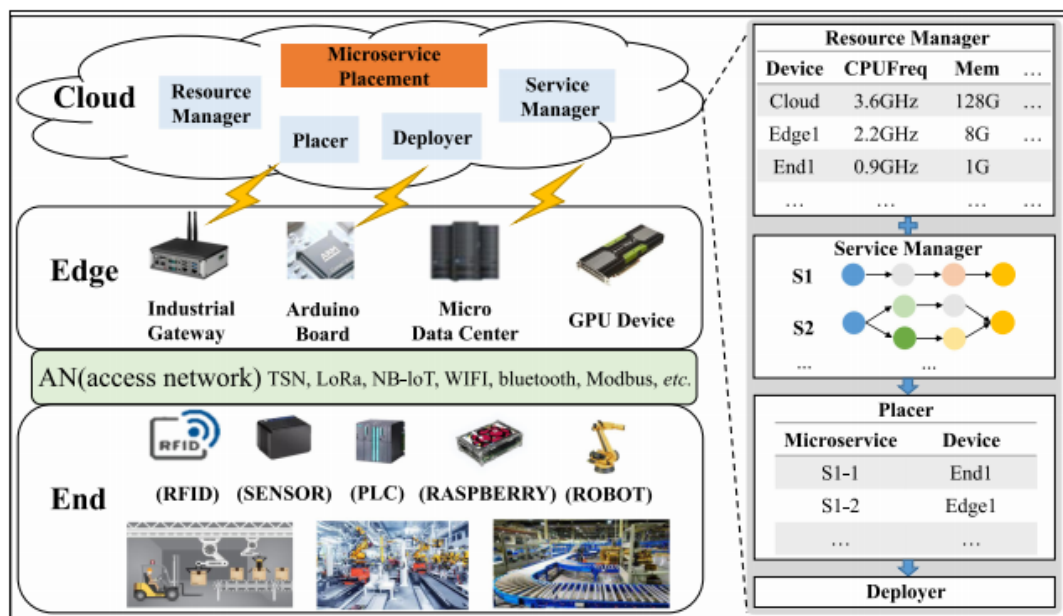 Microservice
Placement
Cloud
Resource
Manager
Service
Manager
Placer
Deployer
Edge
ARM
Industrial
Gateway
Arduino
Board
Micro
Data Center
GPU Device
AN(access network) TSN, LoRa, NB-IoT, WIFI, bluetooth, Modbus, etc.
RFID
End
(RFID) (SENSOR) (PLC) (RASPBERRY) (ROBOT)
Resource Manager
Device CPUFreq Mem …
Cloud 3.6GHz 128G …
Edge1 2.2GHz 8G …
End1 0.9GHz 1G
… … … …
Service Manager
S1
S2
… …
Placer
Microservice Device
S1-1 End1
S1-2 Edge1
… …
Deployer